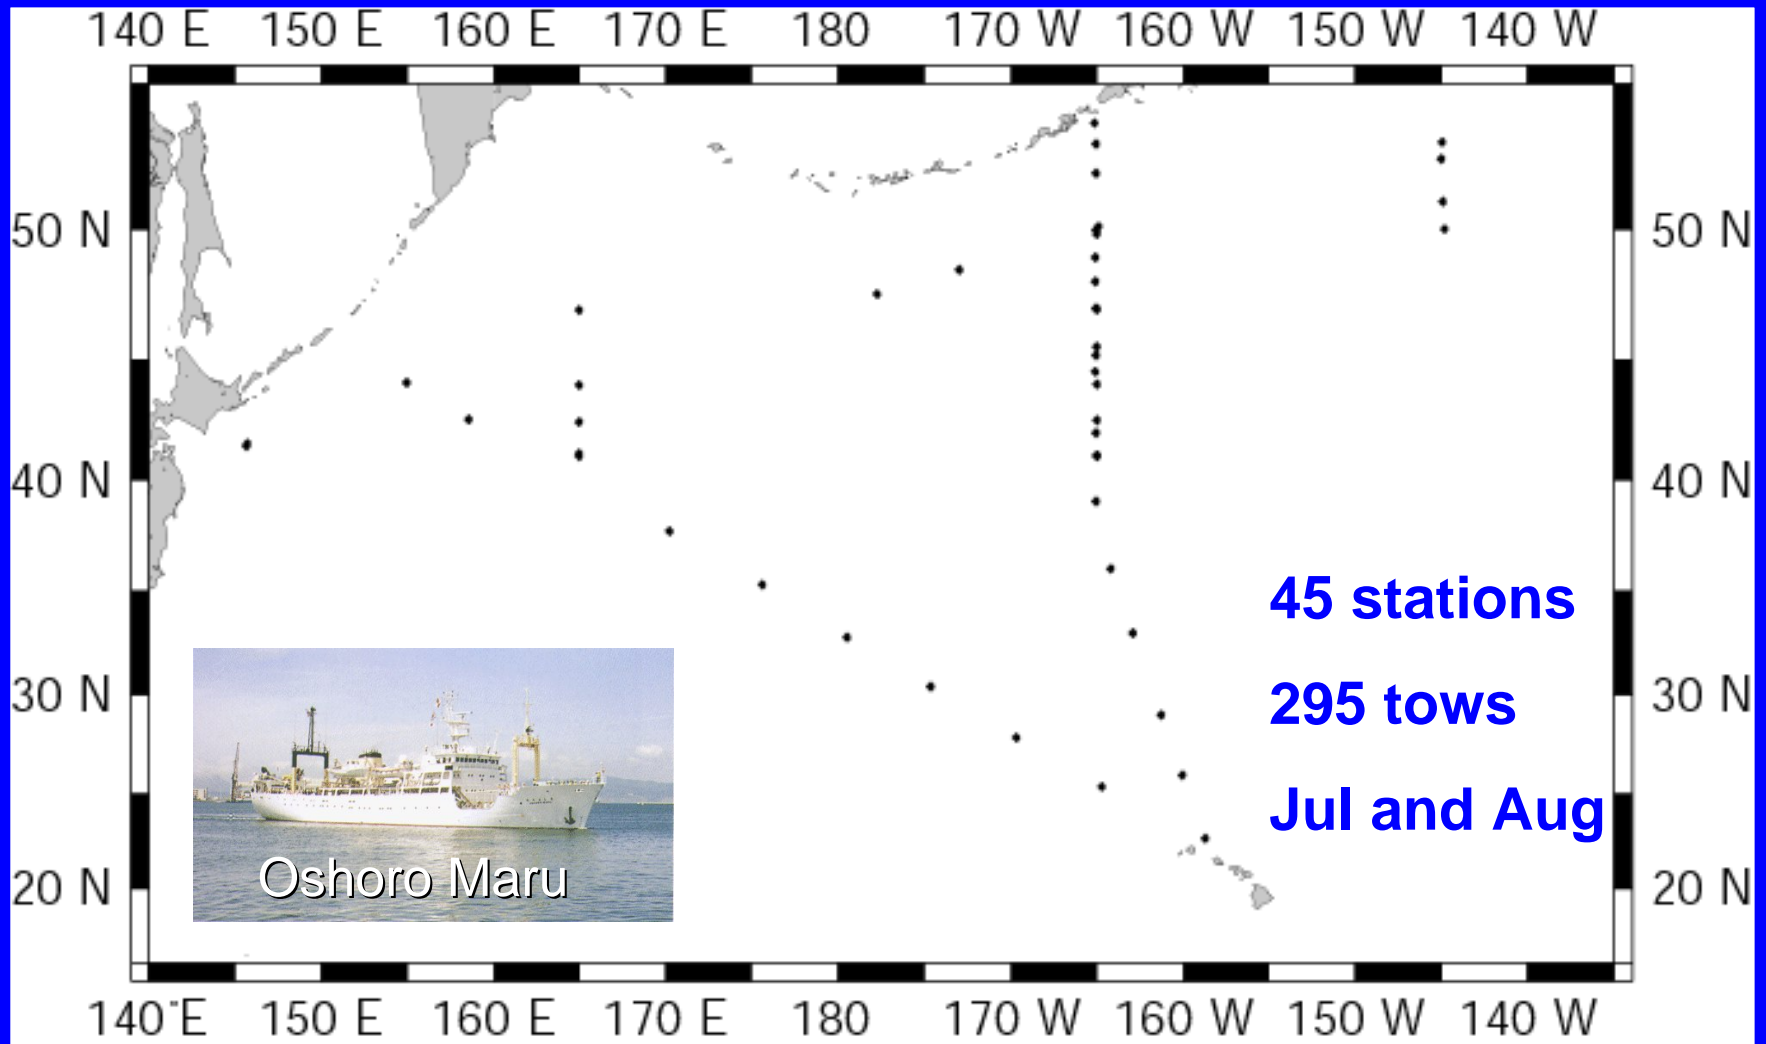 140 E 150 E 160 E 170 E 180 170 W 160 W 150 W 140 W
50 N 50 N
40 N 40 N
45 stations
30 N 295 tows 30 N
Jul and Aug
Oshoro Maru
20 N 20 N
140 E 150 E 160 E 170 E 180 170 W 160 W 150 W 140 W